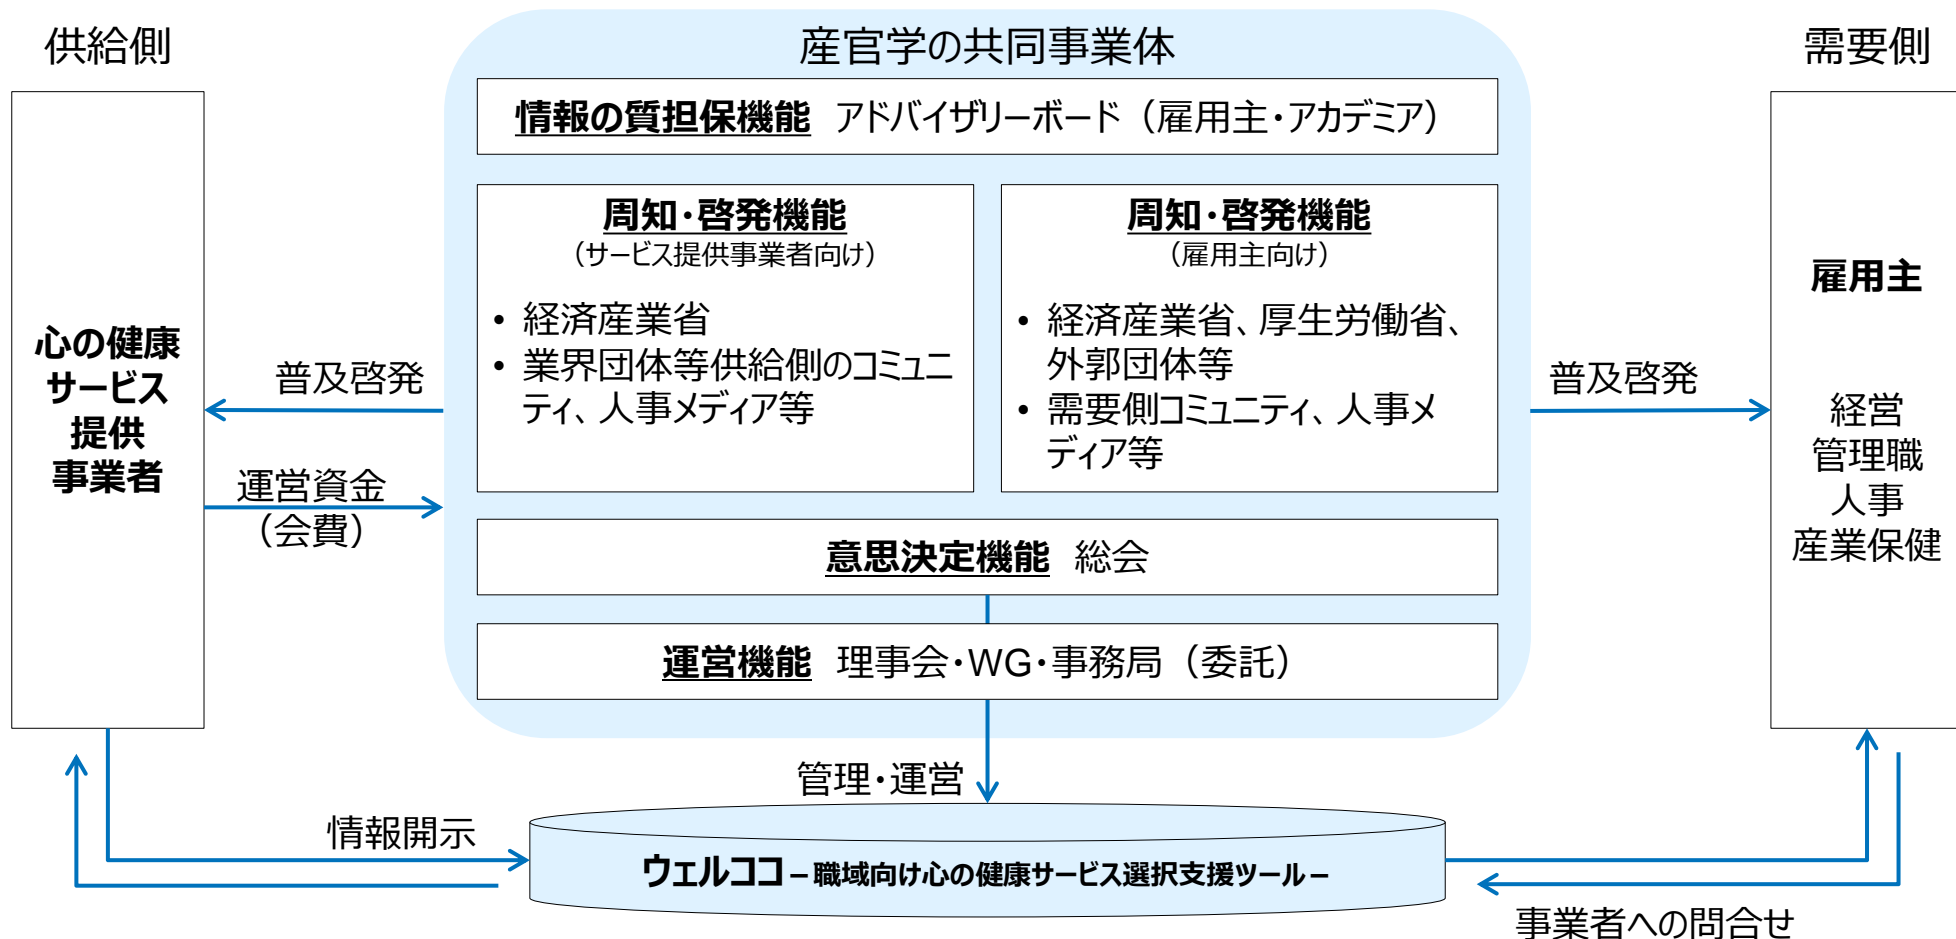 供給側
産官学の共同事業体
需要側
情報の質担保機能 アドバイザリーボード（雇用主・アカデミア）
周知・啓発機能
（サービス提供事業者向け）
• 経済産業省
• 業界団体等供給側のコミュニ
ティ、人事メディア等
周知・啓発機能
（雇用主向け）
• 経済産業省、厚生労働省、
外郭団体等
• 需要側コミュニティ、人事メ
ディア等
心の健康
サービス
提供
事業者
普及啓発
運営資金
（会費）
普及啓発
雇用主
経営
管理職
人事
産業保健
意思決定機能 総会
運営機能 理事会・WG・事務局（委託）
管理・運営
情報開示
ウェルココ－職域向け心の健康サービス選択支援ツール－
事業者への問合せ